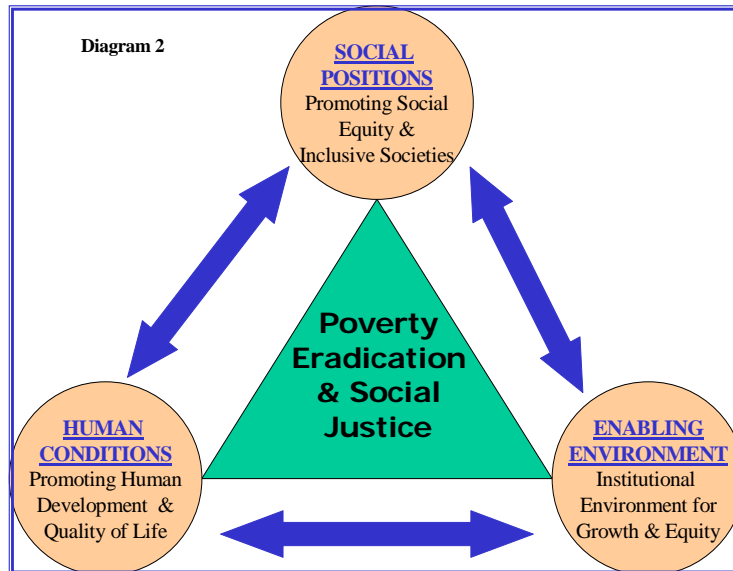 Diagram 2
SOCIAL
POSITIONS
Promoting Social
Equity &
Inclusive Societies
Poverty
Eradication
& Social
Justice
HUMAN
CONDITIONS
Promoting Human
Development &
Quality of Life
ENABLING
ENVIRONMENT
Institutional
Environment for
Growth & Equity